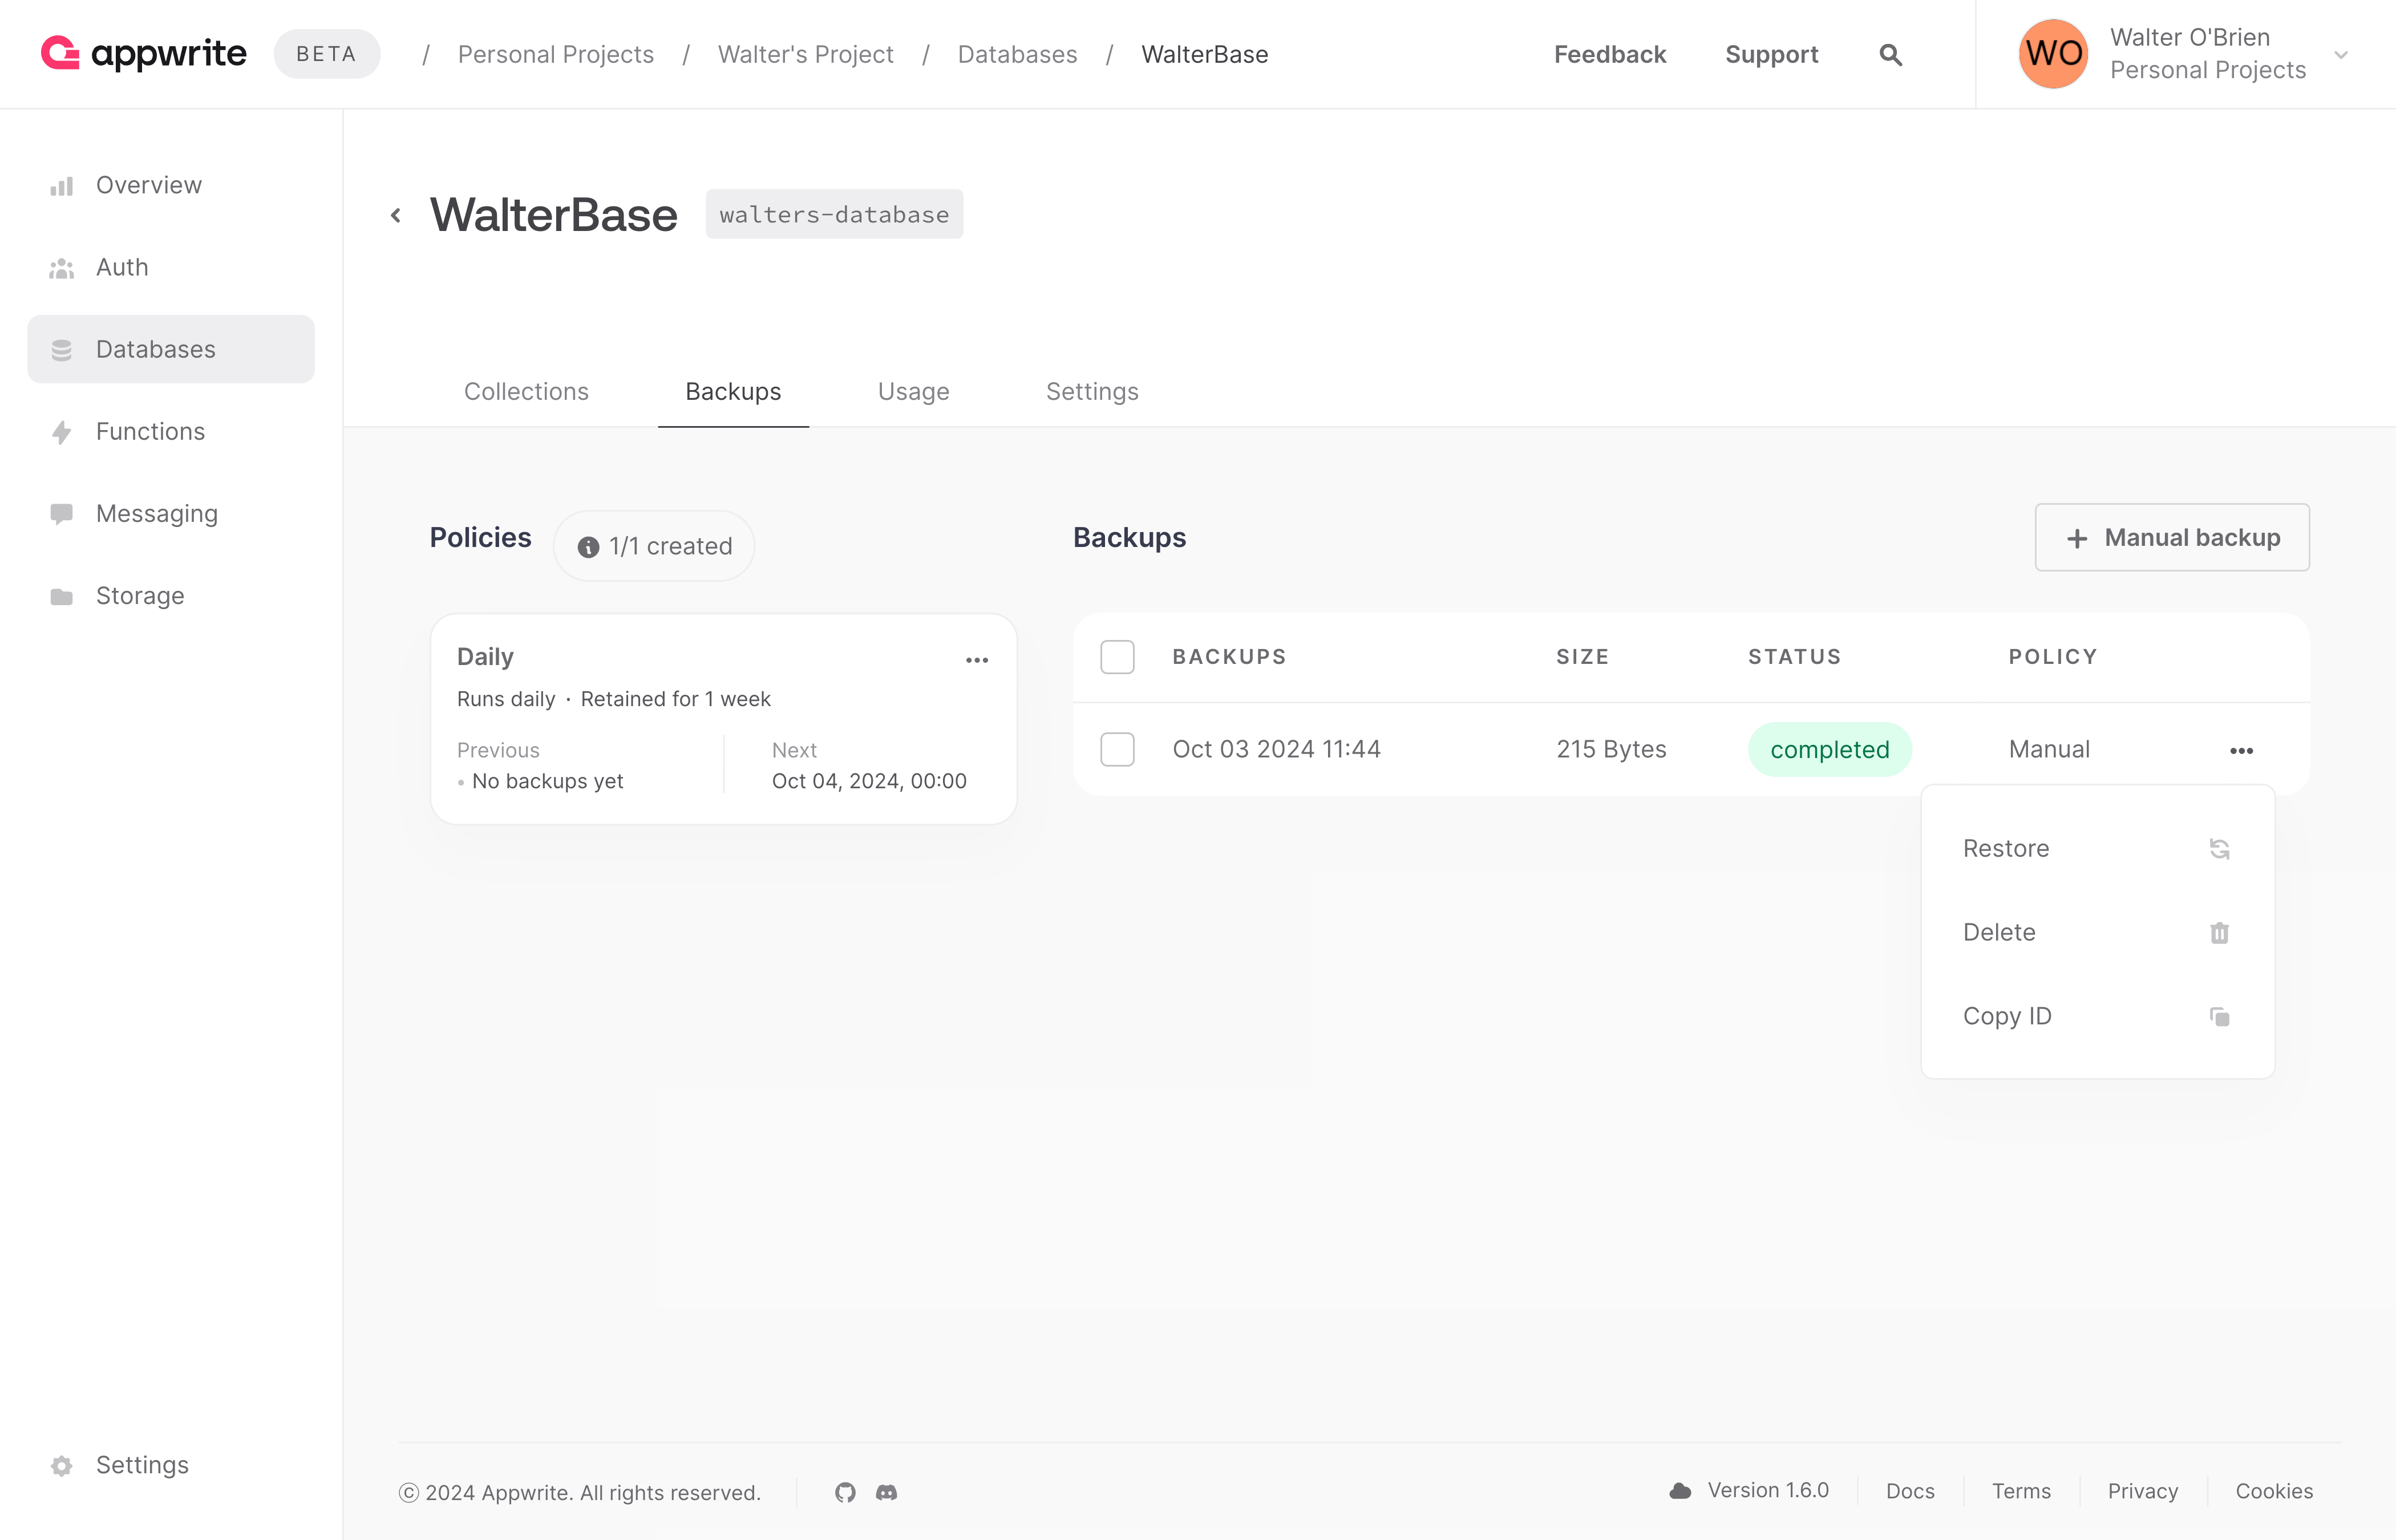 appwrite BETA / Personal Projects / Walter's Project / Databases / WalterBase Feedback Support
WO Walter O'Brien
Personal Projects
Overview
Auth
Databases
Functions
Messaging
Storage
Settings
WalterBase walters-database
Collections Backups Usage Settings
Policies 1/1 created
Daily
Runs daily · Retained for 1 week
Previous Next
No backups yet Oct 04, 2024, 00:00
Backups + Manual backup
BACKUPS SIZE STATUS POLICY
Oct 03 2024 11:44 215 Bytes completed Manual
Restore
Delete
Copy ID
© 2024 Appwrite. All rights reserved. Version 1.6.0 Docs Terms Privacy Cookies